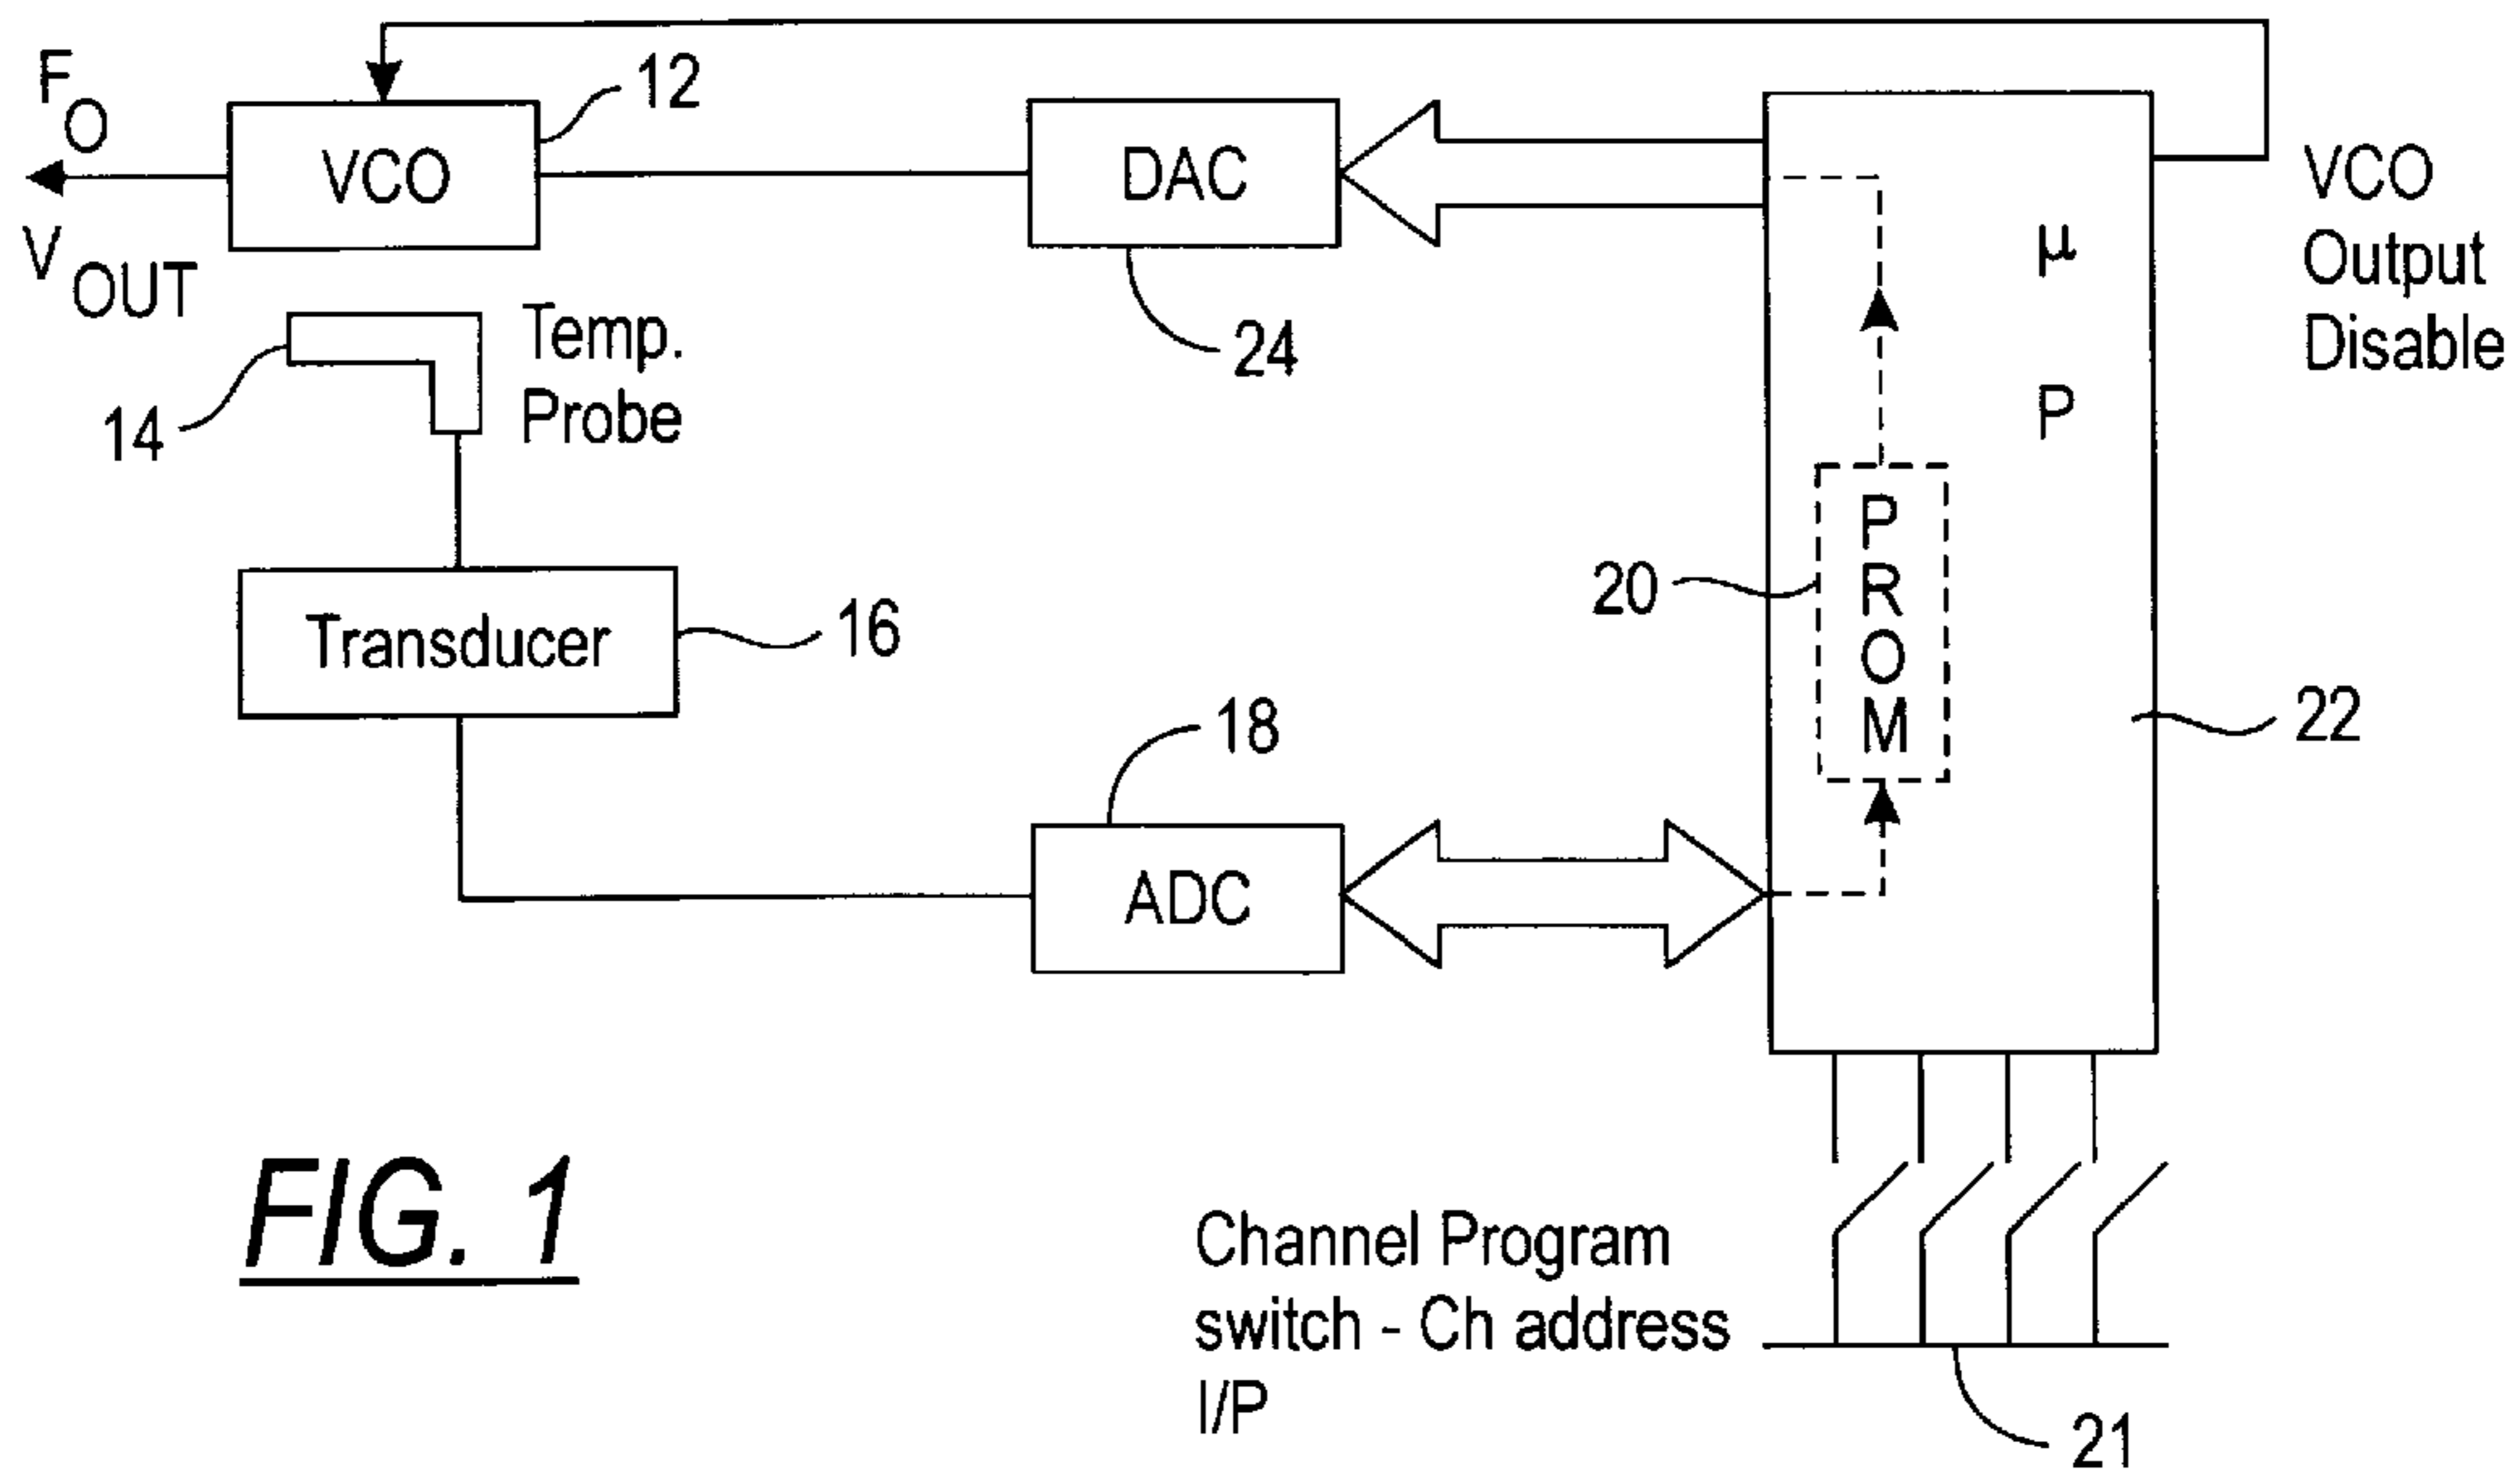 F O
V OUT
VCO
12
DAC
24
μ
P
VCO
Output
Disable
Temp.
Probe
14
Transducer
16
18
ADC
20
PROM
22
FIG. 1
Channel Program
switch - Ch address
I/P
21